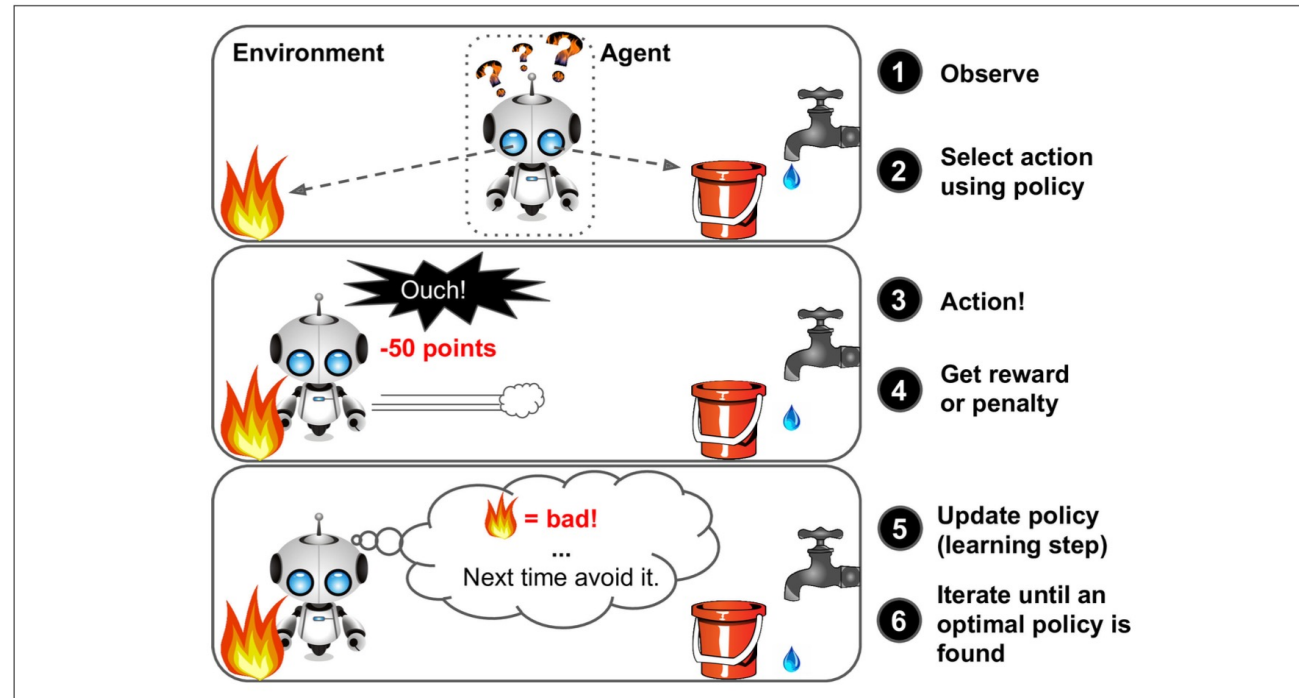 Environment
Agent
? ? ?
1 Observe
2 Select action
using policy
Ouch!
-50 points
3 Action!
4 Get reward
or penalty
= bad!
...
Next time avoid it.
5 Update policy
(learning step)
6 Iterate until an
optimal policy is
found